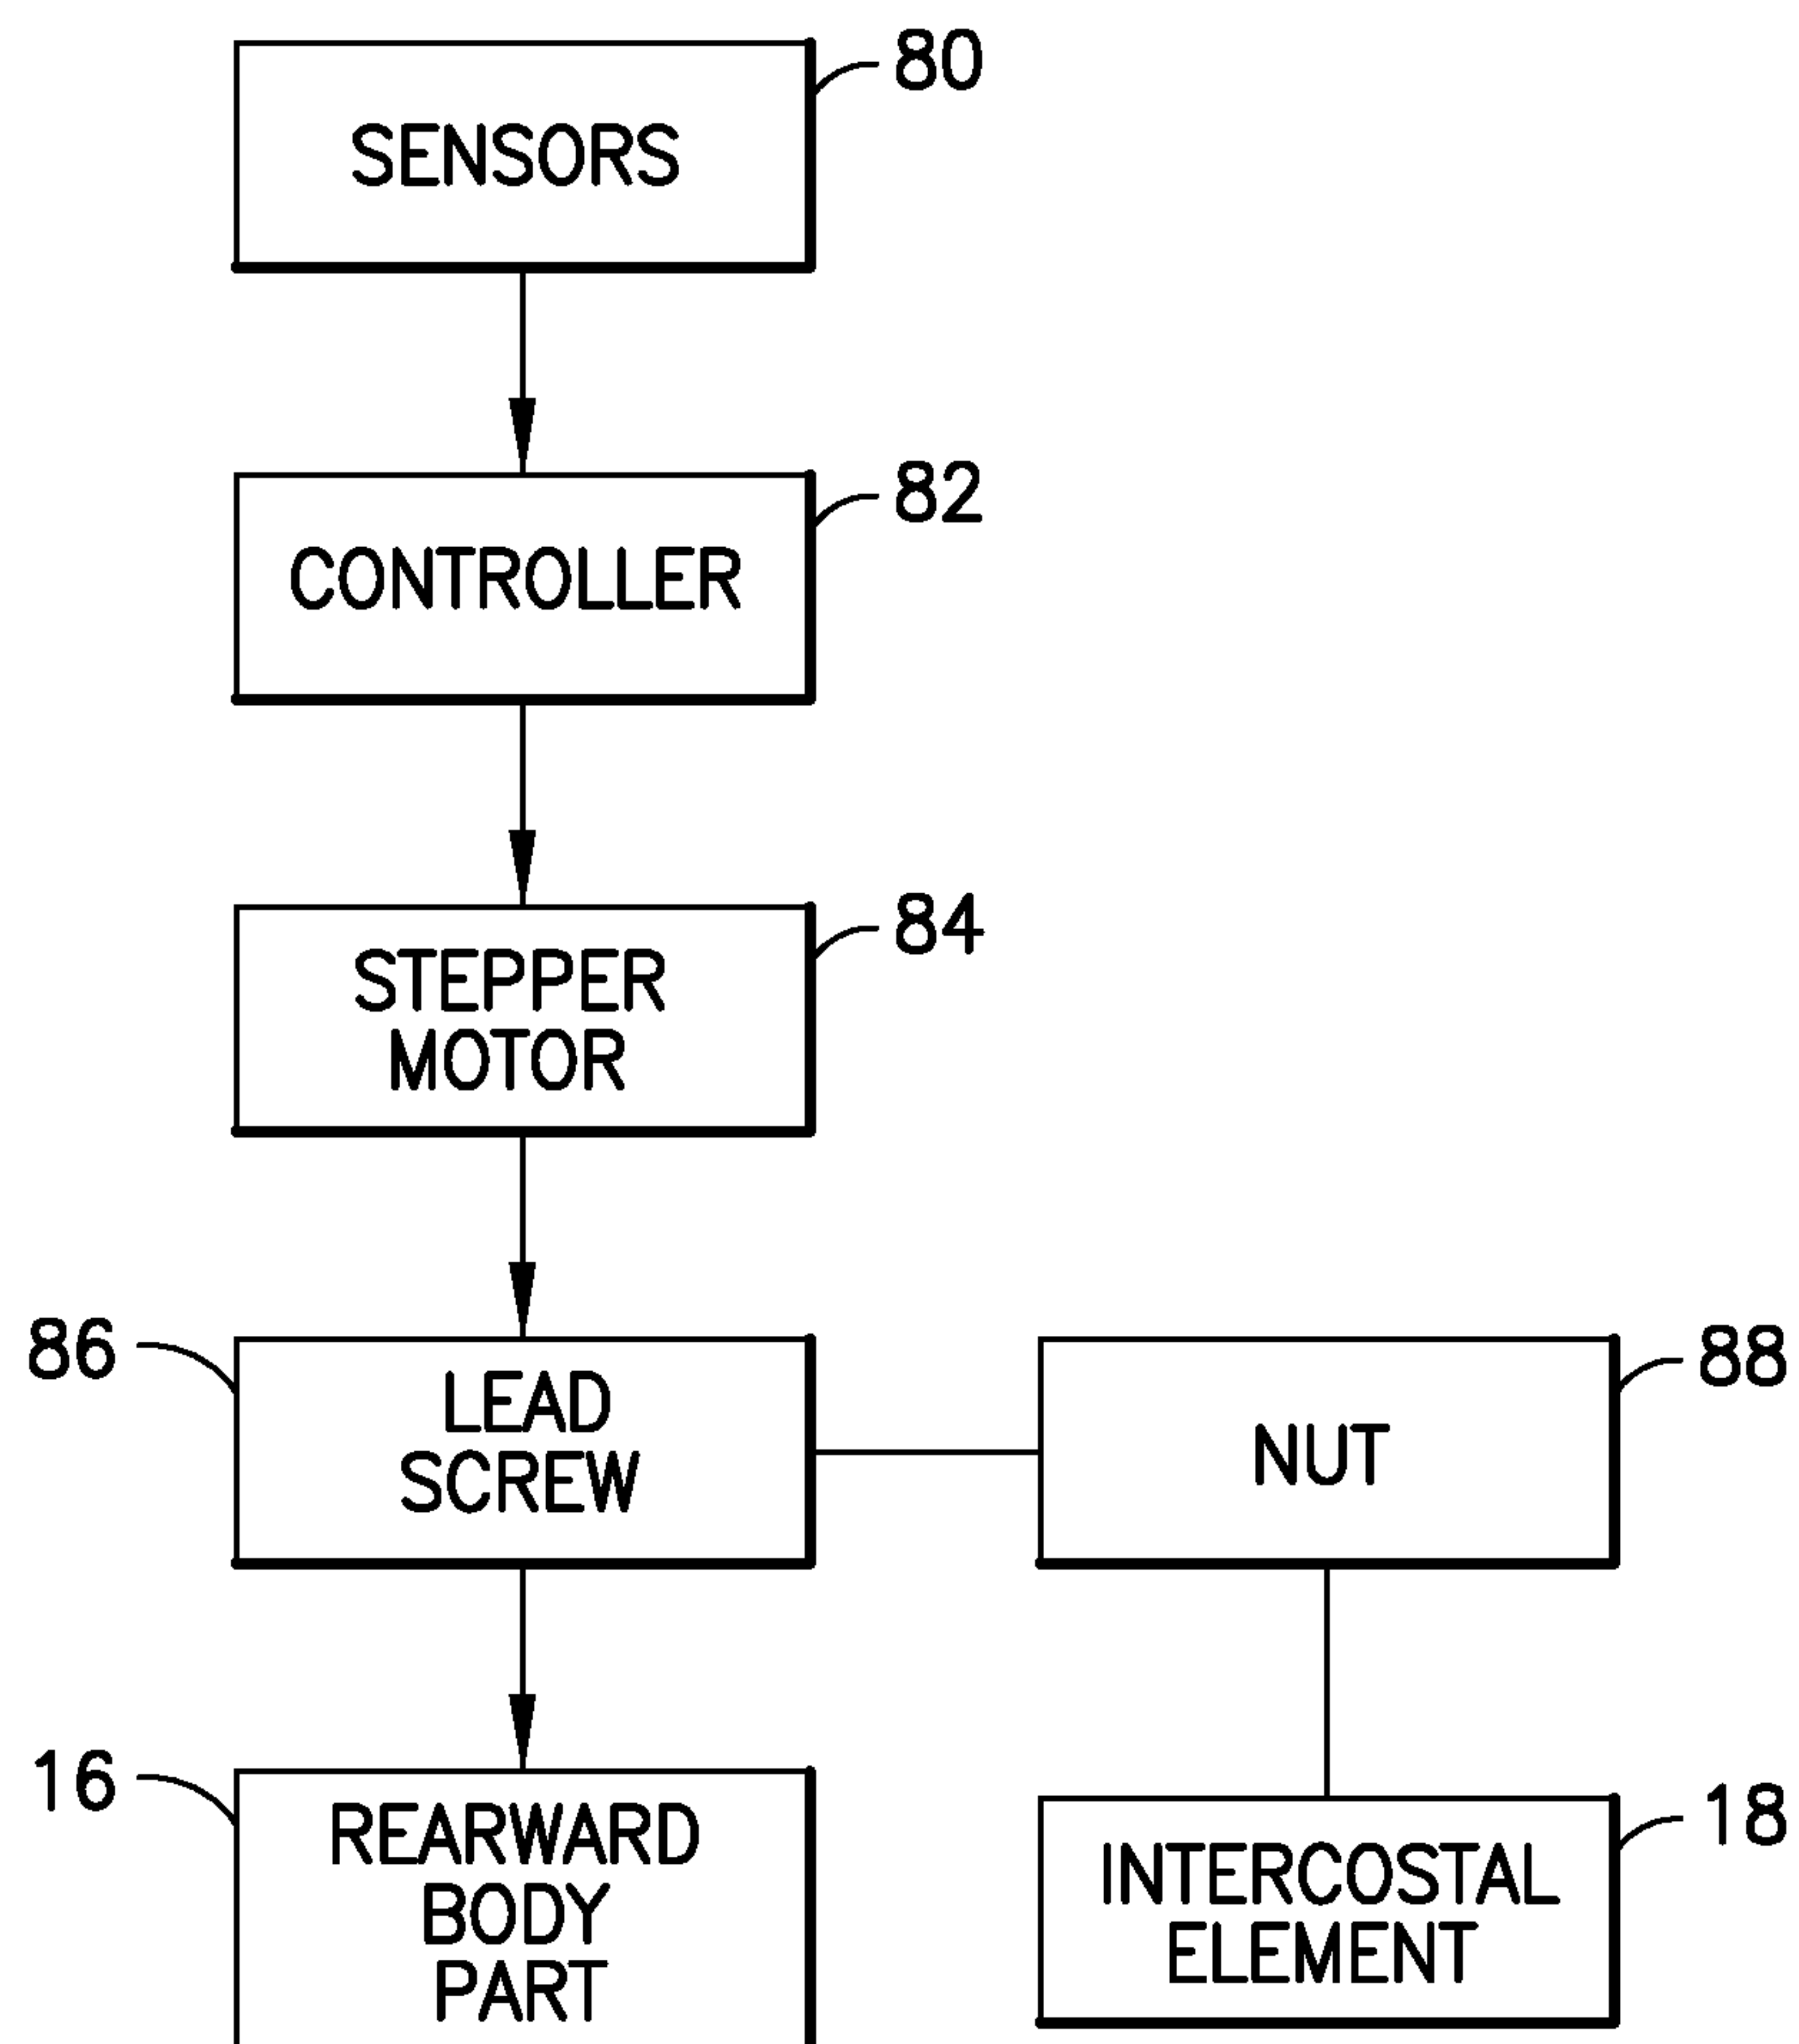 80
SENSORS
82
CONTROLLER
84
STEPPER
MOTOR
86
LEAD
SCREW
88
NUT
16
REARWARD
BODY
PART
18
INTERCOSTAL
ELEMENT